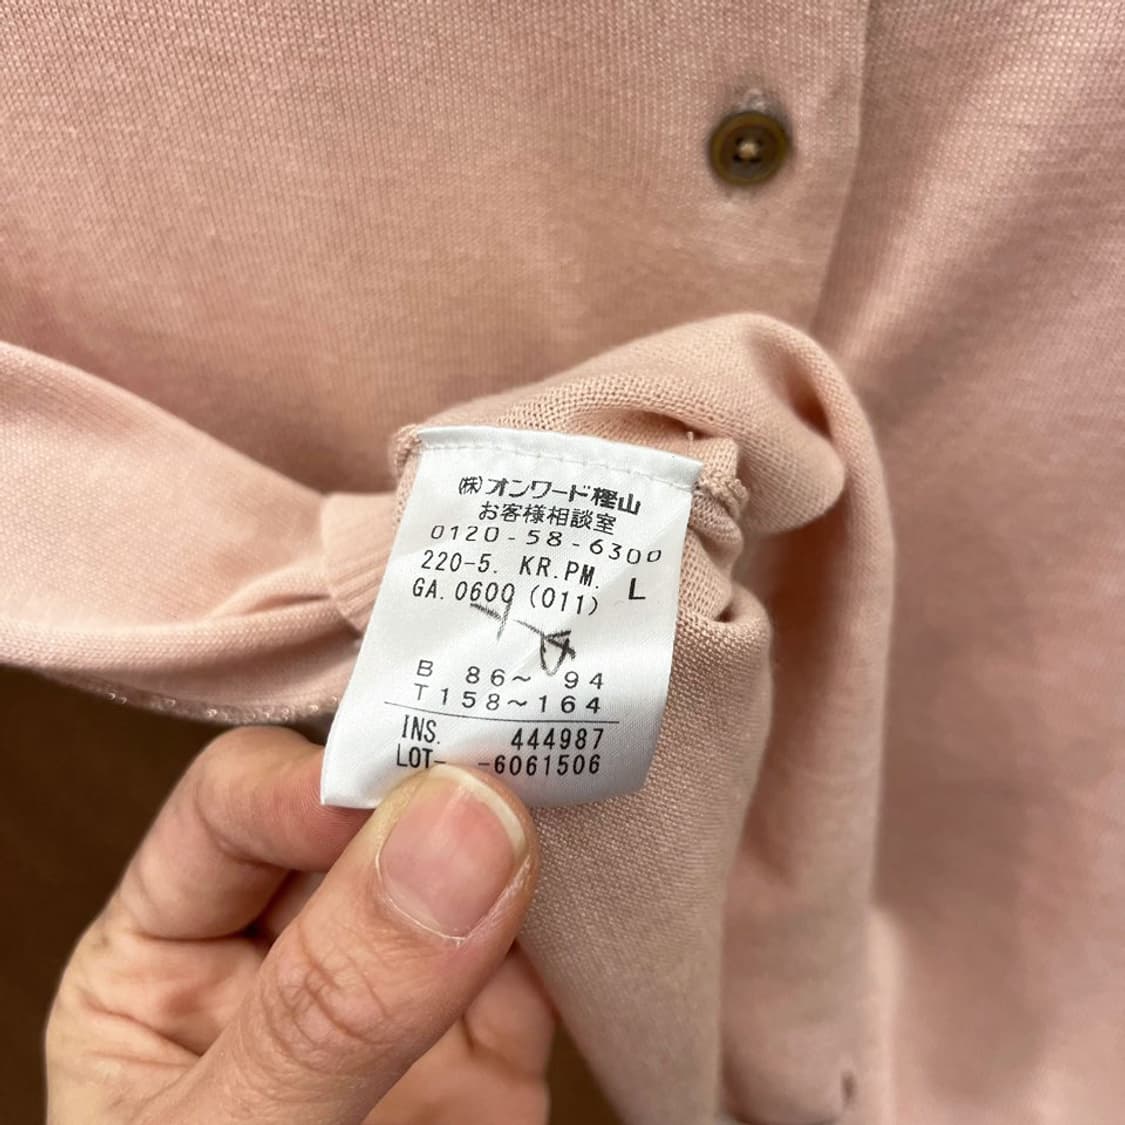 (株)オンワード樫山
お客様相談室
0120-58-6300
220-5. KR.PM.
L
GA.0600 (011)
B 86~ 94
T158~164
INS. 444987
LOT- -6061506